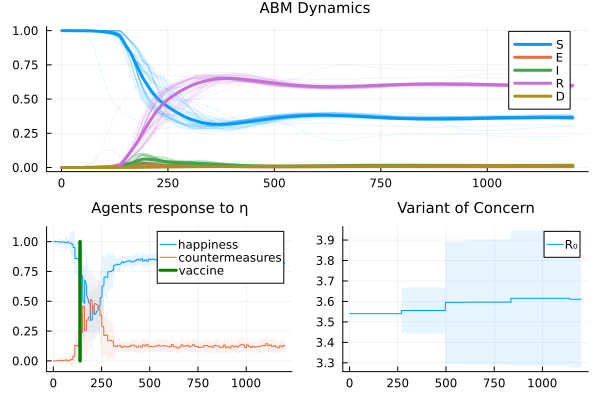 ABM Dynamics
1.00
0.75
0.50
0.25
0.00
S
E
I
R
D
0 250 500 750 1000
Agents response to η
1.00
0.75
0.50
0.25
0.00
happiness
countermeasures
vaccine
0 250 500 750 1000
Variant of Concern
3.9
3.8
3.7
3.6
3.5
3.4
3.3
R₀
0 250 500 750 1000